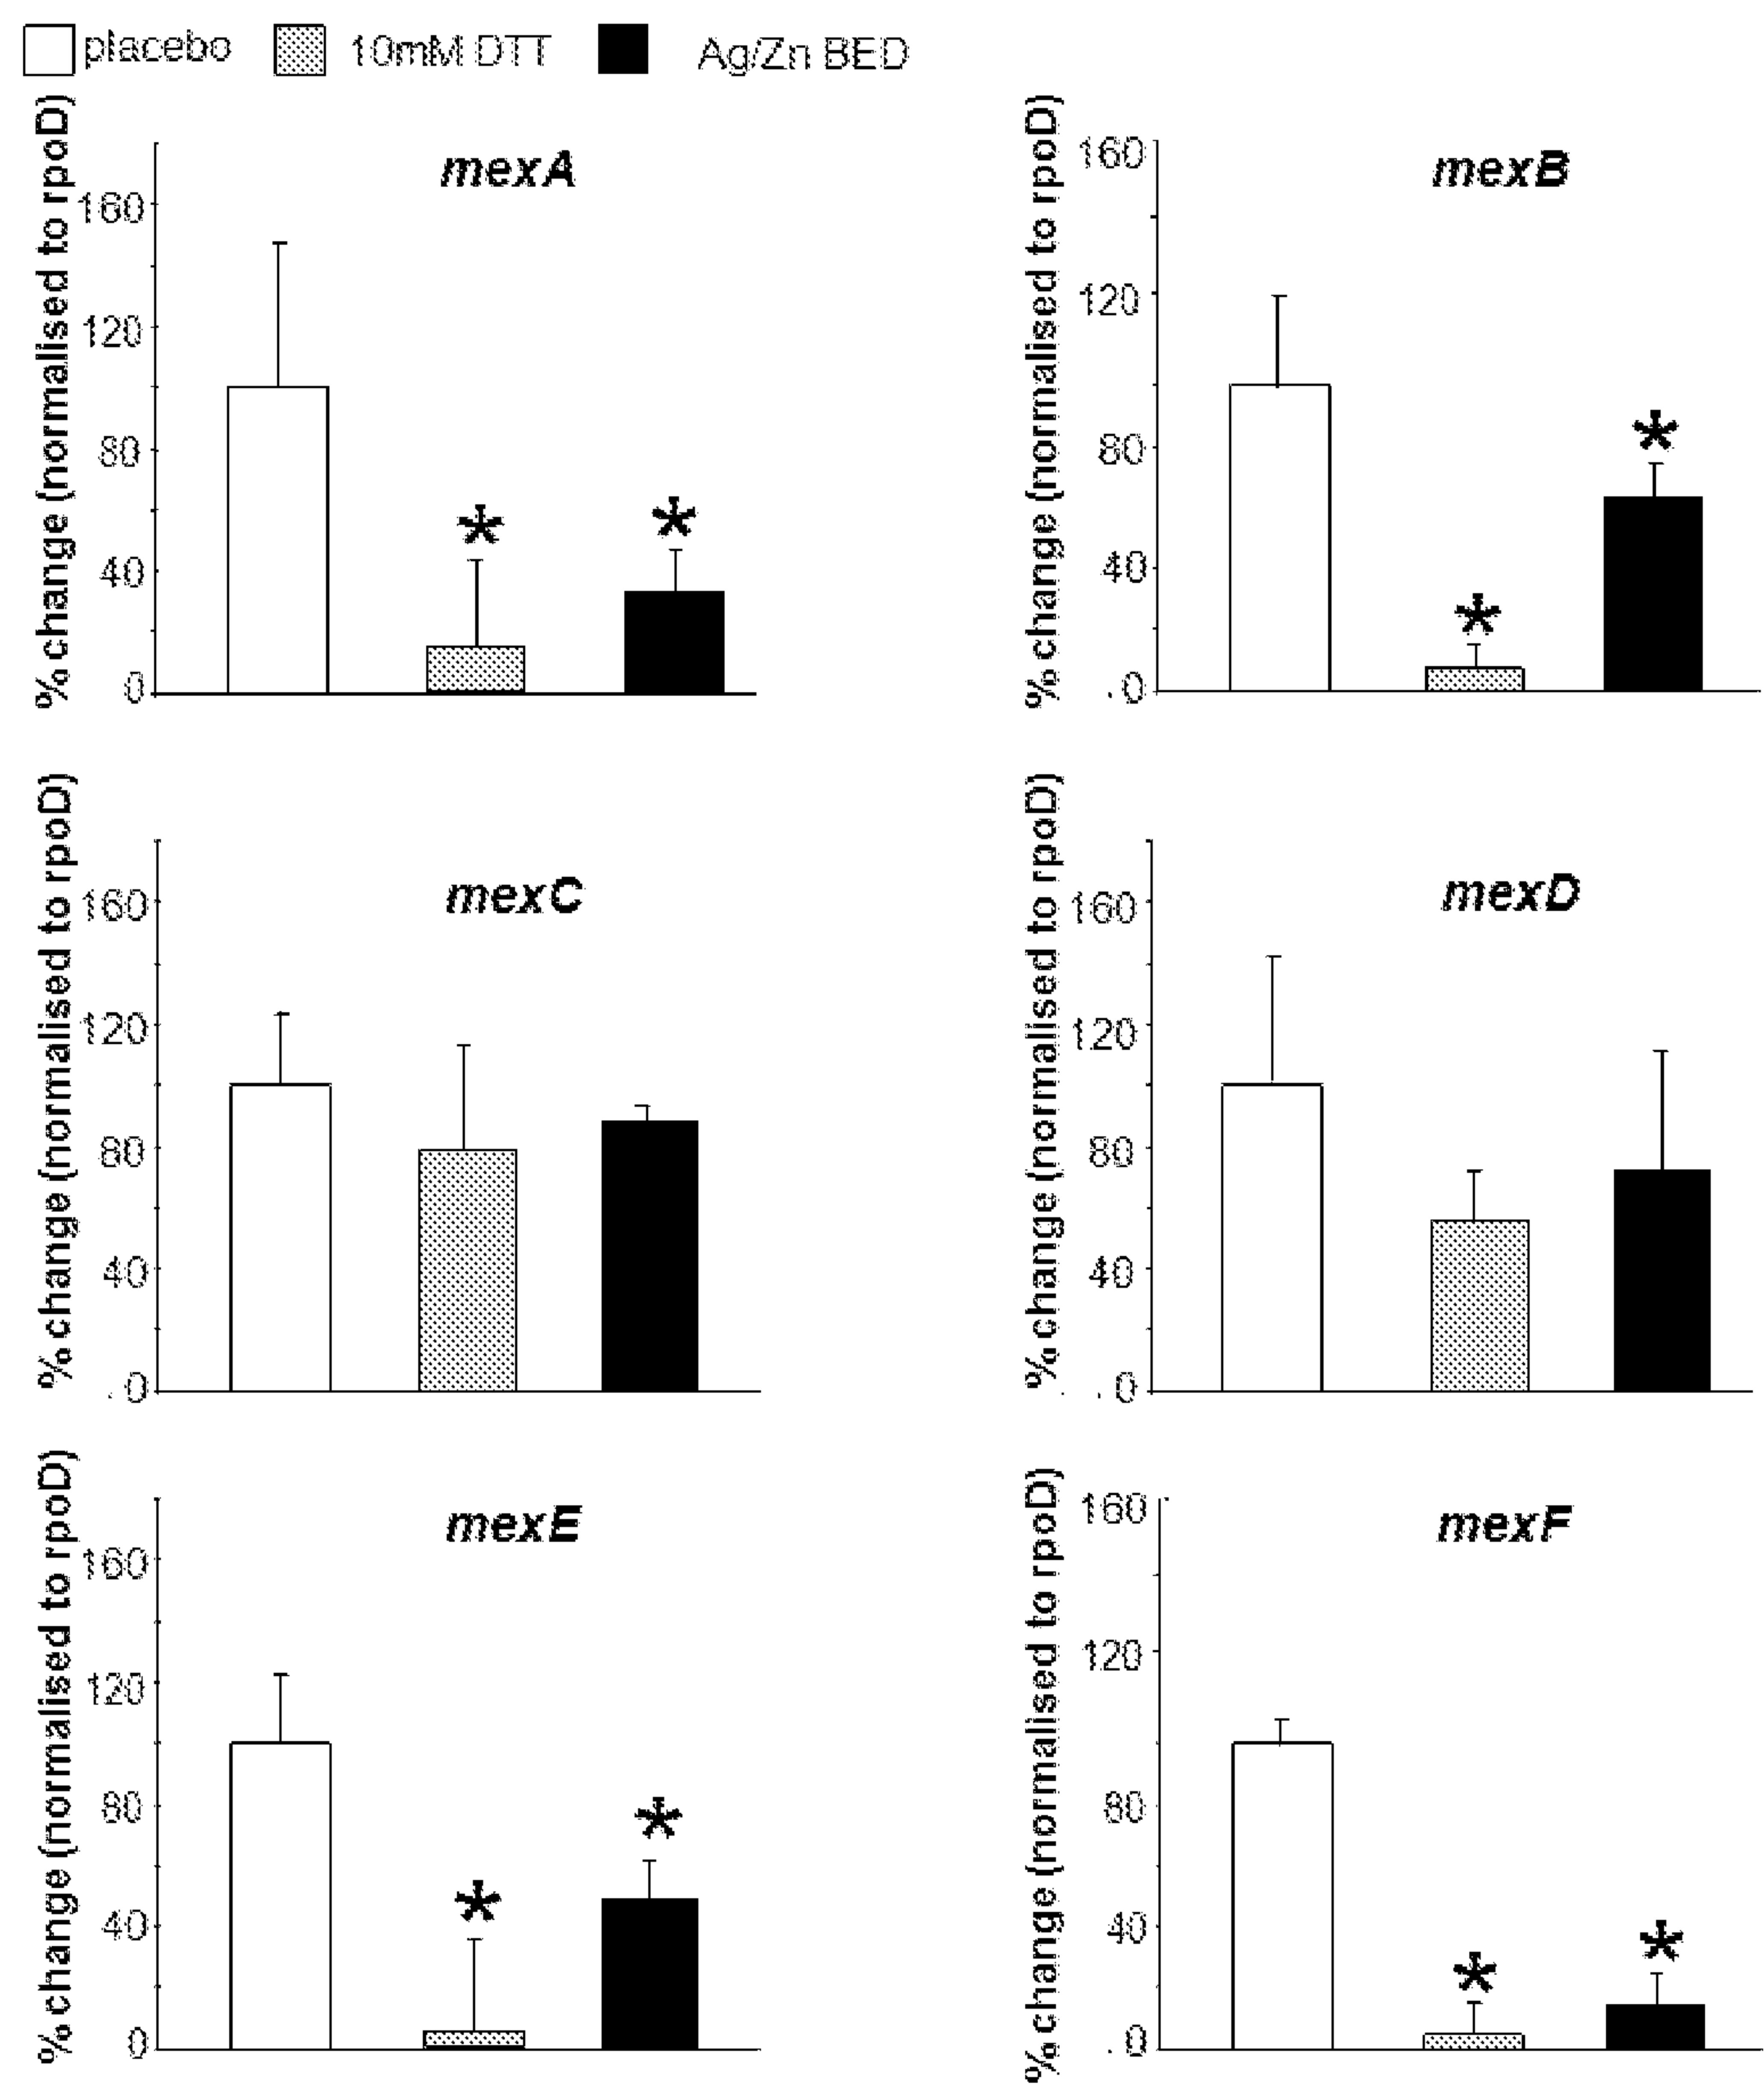 placebo 10mM DTT Ag/Zn BED
mexA
% change (normalised to rpoD)
160
120
80
40
0
mexB
% change (normalised to rpoD)
160
120
80
40
0
mexC
% change (normalised to rpoD)
160
120
80
40
0
mexD
% change (normalised to rpoD)
160
120
80
40
0
mexE
% change (normalised to rpoD)
160
120
80
40
0
mexF
% change (normalised to rpoD)
160
120
80
40
0